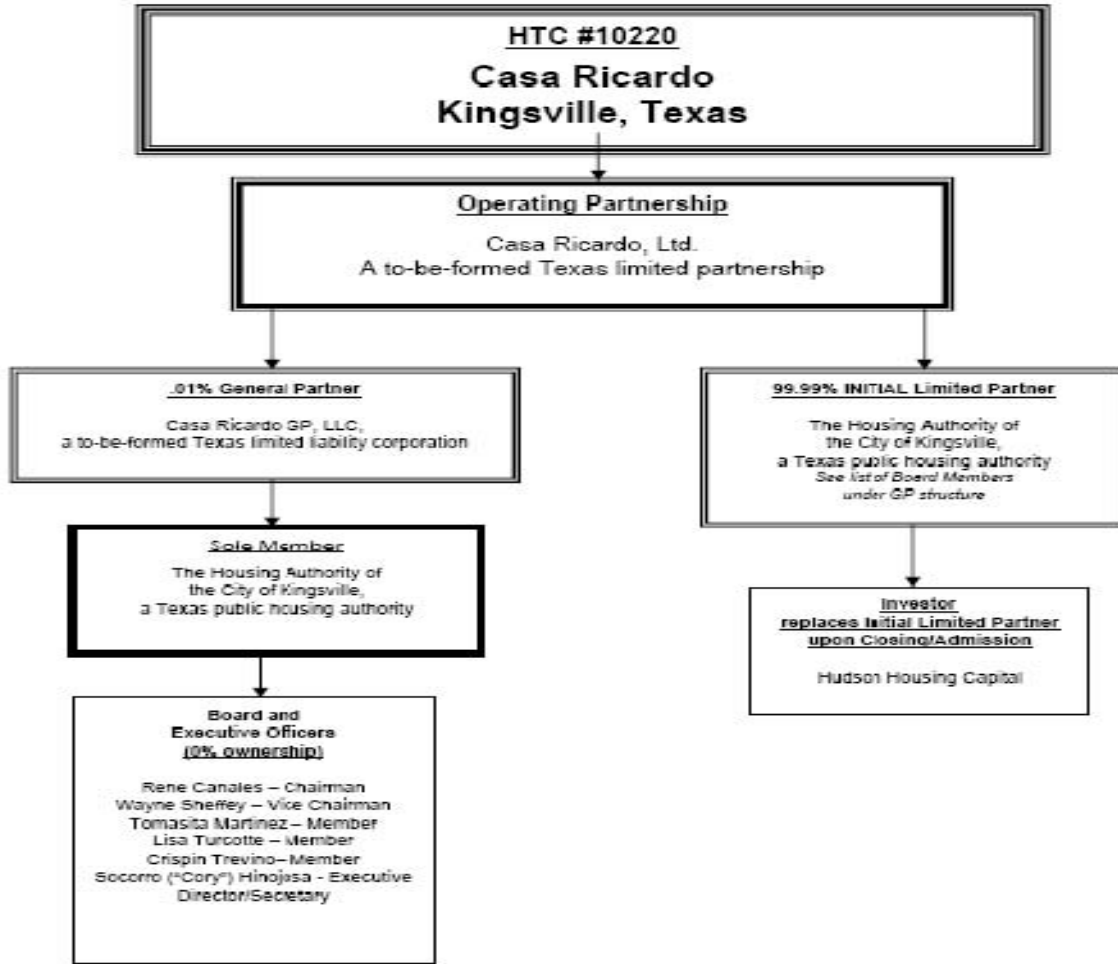 HTC #10220
Casa Ricardo
Kingsville, Texas
Operating Partnership
Casa Ricardo, Ltd.
A to-be-formed Texas limited partnership
.01% General Partner
Casa Ricardo GP, LLC,
a to-be-formed Texas limited liability corporation
Sole Member
The Housing Authority of
the City of Kingsville,
a Texas public housing authority
Board and
Executive Officers
(0% ownership)
Rene Canales – Chairman
Wayne Sheffey – Vice Chairman
Tomasita Martinez – Member
Lisa Turcotte – Member
Crispin Trevino– Member
Socorro ("Cory") Hinojosa - Executive
Director/Secretary
99.99% INITIAL Limited Partner
The Housing Authority of
the City of Kingsville,
a Texas public housing authority
See list of Board Members
under GP structure
Investor
replaces Initial Limited Partner
upon Closing/Admission
Hudson Housing Capital